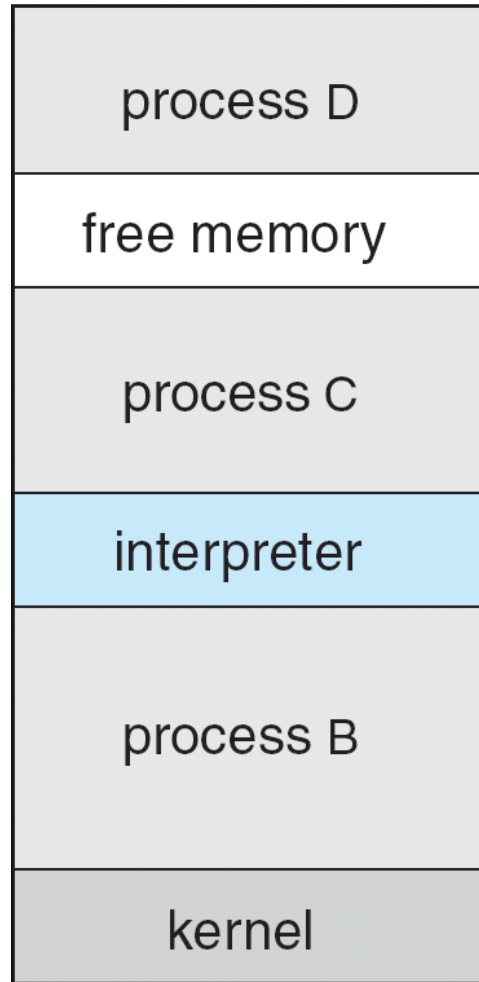 process D
free memory
process C
interpreter
process B
kernel